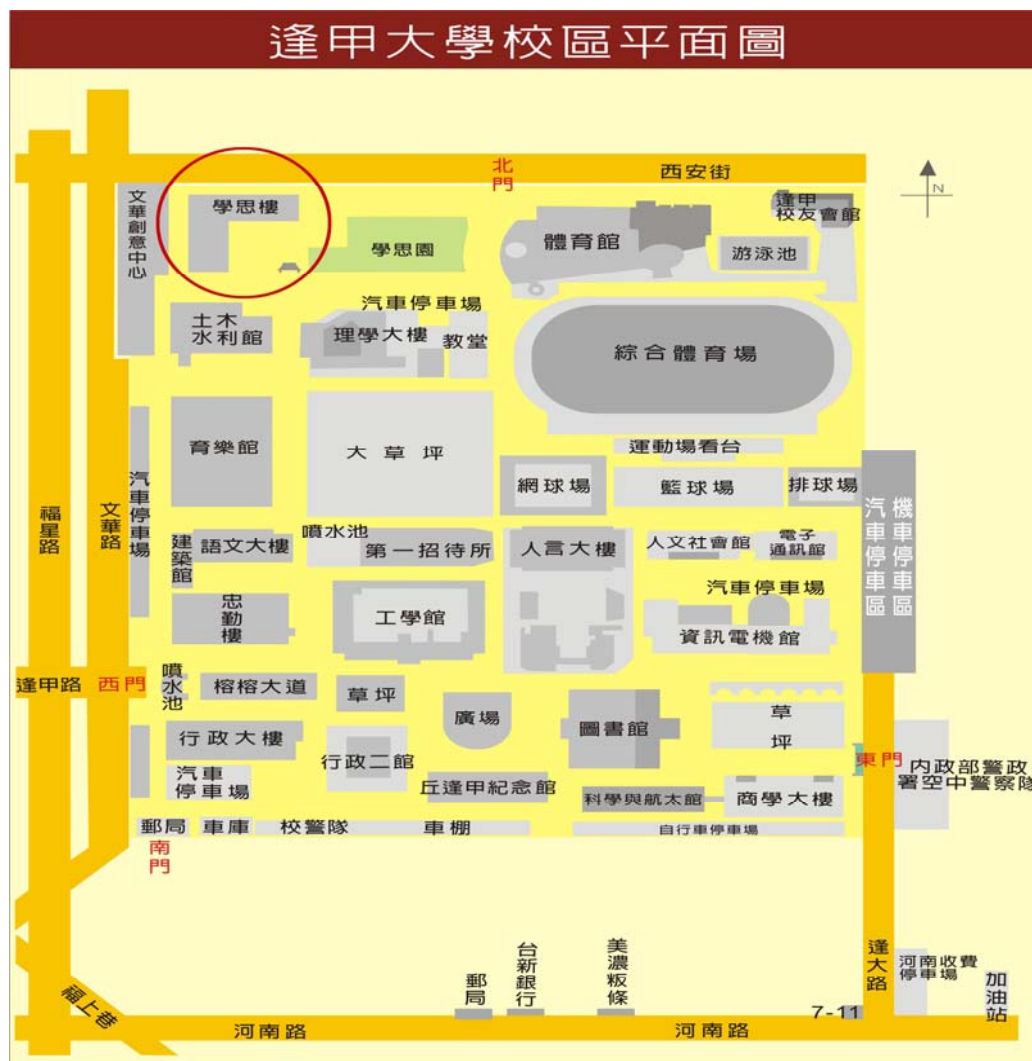 逢甲大學校區平面圖
北門
西安街
N
文華創意中心
學思樓
學思園
體育館
逢甲
校友會館
游泳池
土木
水利館
汽車停車場
理學大樓
教堂
綜合體育場
育樂館
大草坪
運動場看台
網球場
籃球場
排球場
福星路
文華路
汽車停車場
汽車停車區
機車停車區
建築館
語文大樓
噴水池
第一招待所
人言大樓
人文社會館
電子
通訊館
忠勤樓
工學館
汽車停車場
資訊電機館
逢甲路
西門
噴水池
榕榕大道
草坪
廣場
圖書館
草坪
行政大樓
行政二館
東門
內政部警政
署空中警察隊
汽車
停車場
丘逢甲紀念館
科學與航太館
商學大樓
郵局
車庫
校警隊
車棚
自行車停車場
南門
逢大路
河南收費
停車場
加油站
郵局
台新銀行
美濃粄條
7-11
福上巷
河南路
河南路